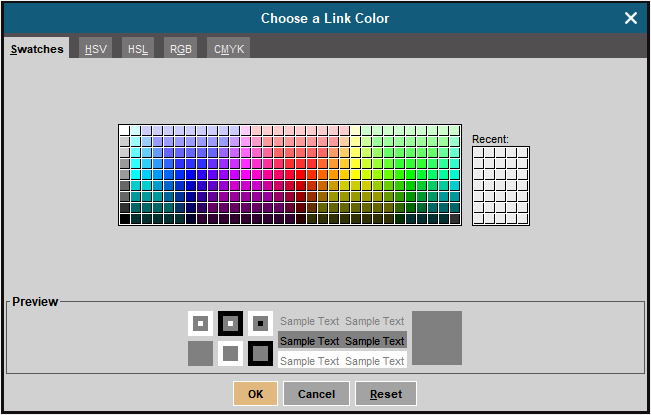 Choose a Link Color
Swatches HSV HSL RGB CMYK
Recent:
Preview
Sample Text Sample Text
Sample Text Sample Text
Sample Text Sample Text
OK Cancel Reset